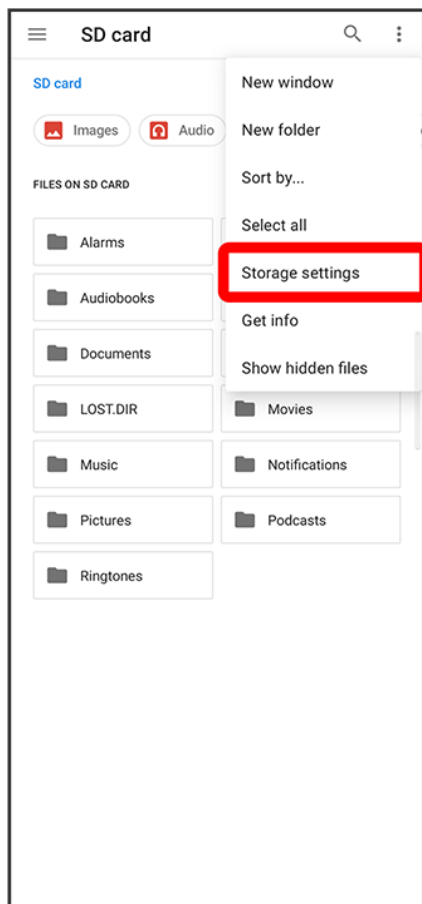 SD card
SD card
Images
Audio
New window
New folder
Sort by...
Select all
Storage settings
Get info
Show hidden files
FILES ON SD CARD
Alarms
Audiobooks
Documents
LOST.DIR
Movies
Music
Notifications
Pictures
Podcasts
Ringtones